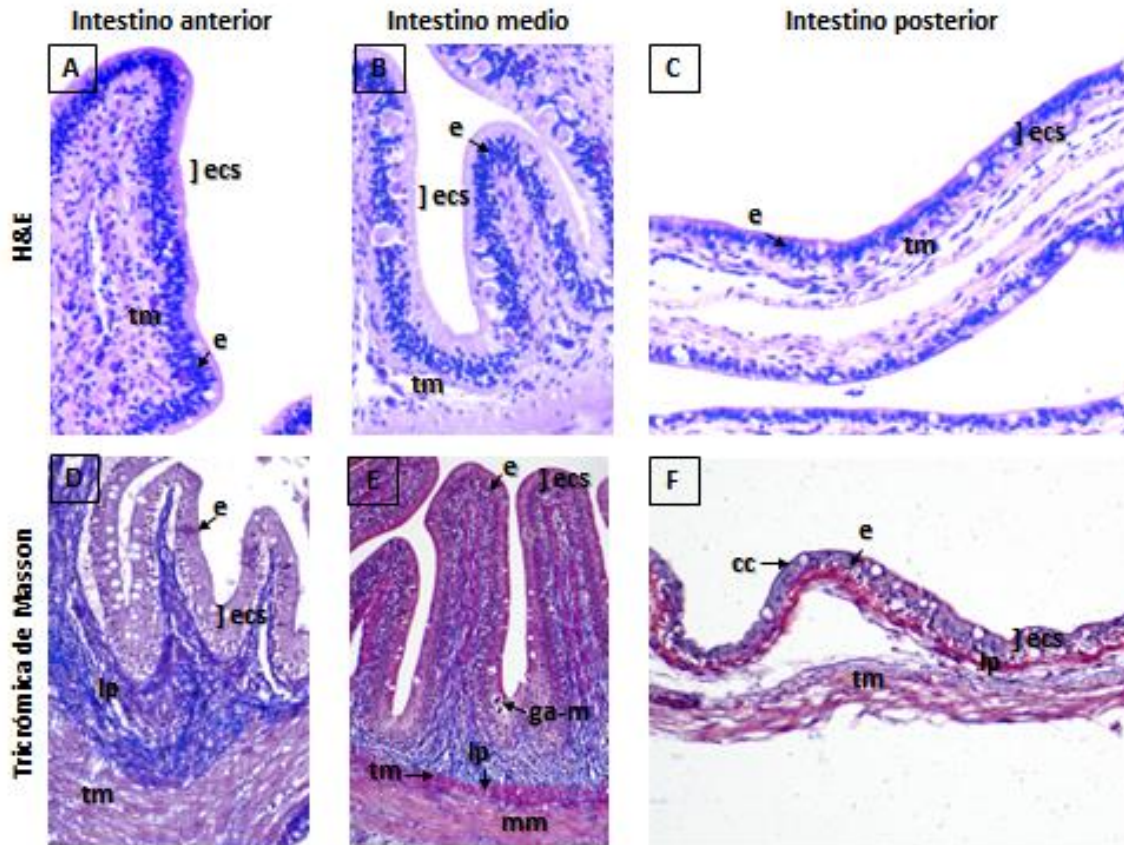 Intestino anterior
Intestino medio
Intestino posterior
H&E
A
ecs
tm
e
B
e
ecs
tm
C
ecs
e
tm
Tricrómica de Masson
D
e
ecs
lp
tm
E
e
ecs
ga-m
lp
tm
mm
F
e
cc
ecs
lp
tm